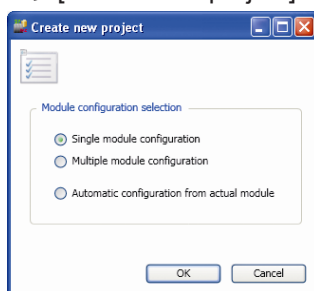 Create new project
Module configuration selection
Single module configuration
Multiple module configuration
Automatic configuration from actual module
OK Cancel